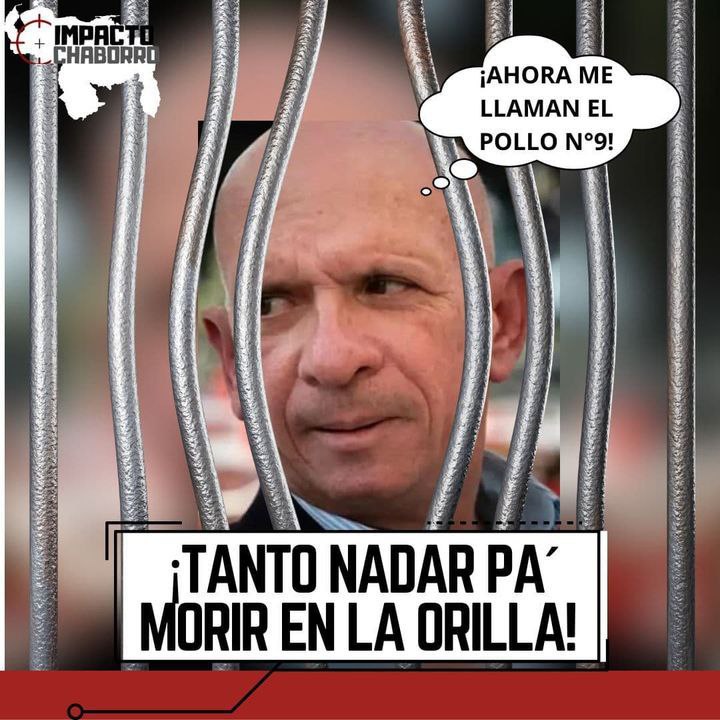 IMPACTO
CHABORRO
¡AHORA ME
LLAMAN EL
POLLO N°9!
¡TANTO NADAR PA´
MORIR EN LA ORILLA!